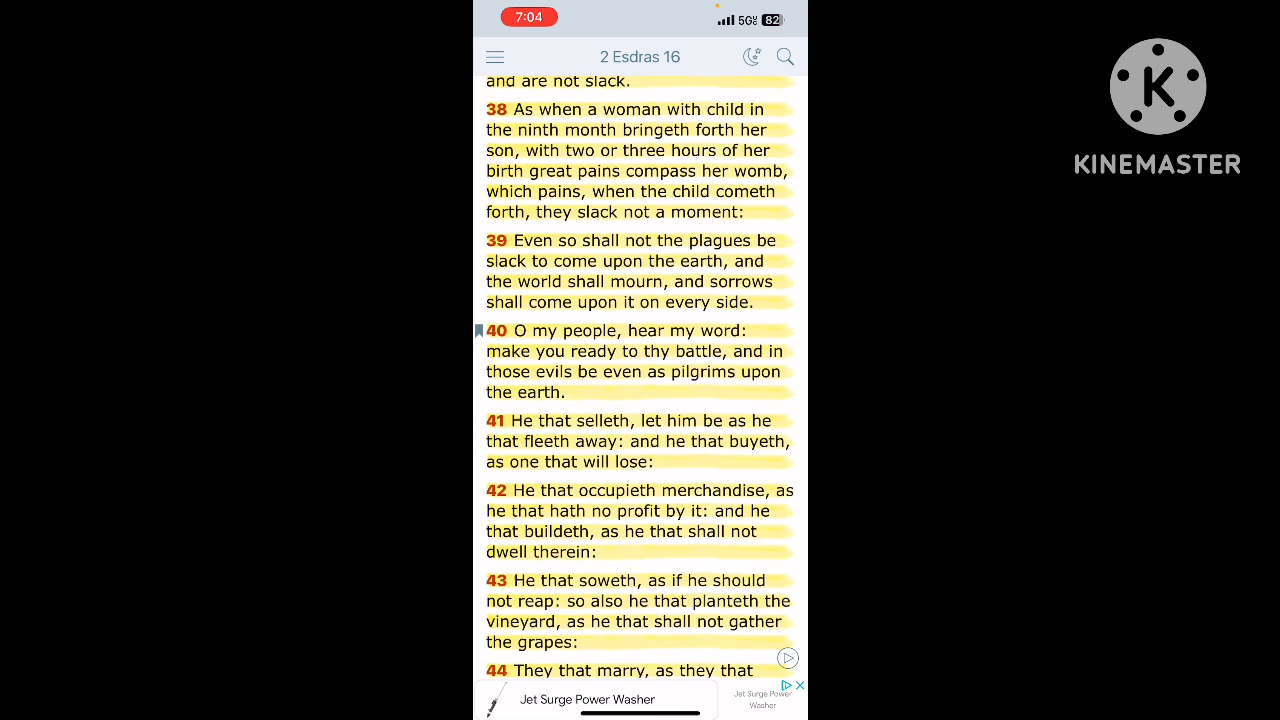 7:04
5G
82
2 Esdras 16
and are not slack.
38 As when a woman with child in
the ninth month bringeth forth her
son, with two or three hours of her
birth great pains compass her womb,
which pains, when the child cometh
forth, they slack not a moment:
39 Even so shall not the plagues be
slack to come upon the earth, and
the world shall mourn, and sorrows
shall come upon it on every side.
40 O my people, hear my word:
make you ready to thy battle, and in
those evils be even as pilgrims upon
the earth.
41 He that selleth, let him be as he
that fleeth away: and he that buyeth,
as one that will lose:
42 He that occupieth merchandise, as
he that hath no profit by it: and he
that buildeth, as he that shall not
dwell therein:
43 He that soweth, as if he should
not reap: so also he that planteth the
vineyard, as he that shall not gather
the grapes:
44 They that marry, as they that
Jet Surge Power Washer
Jet Surge Power
Washer
K
KINEMASTER